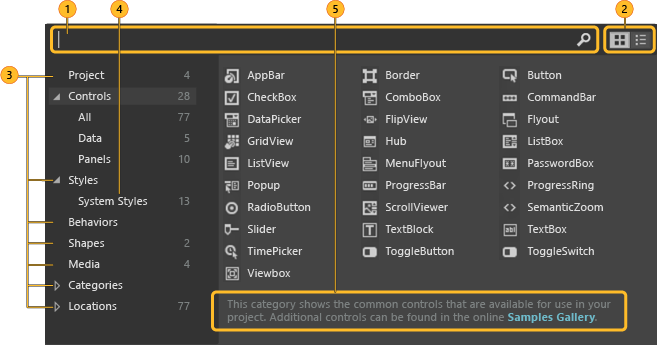 1
4
5
2
3
Project 4
Controls 28
All 77
Data 5
Panels 10
Styles
System Styles 13
Behaviors
Shapes 2
Media 4
Categories
Locations 77
AppBar Border Button
CheckBox ComboBox CommandBar
DataPicker FlipView Flyout
GridView Hub ListBox
ListView MenuFlyout PasswordBox
Popup ProgressBar ProgressRing
RadioButton ScrollViewer SemanticZoom
Slider TextBlock TextBox
TimePicker ToggleButton ToggleSwitch
Viewbox
This category shows the common controls that are available for use in your
project. Additional controls can be found in the online Samples Gallery.